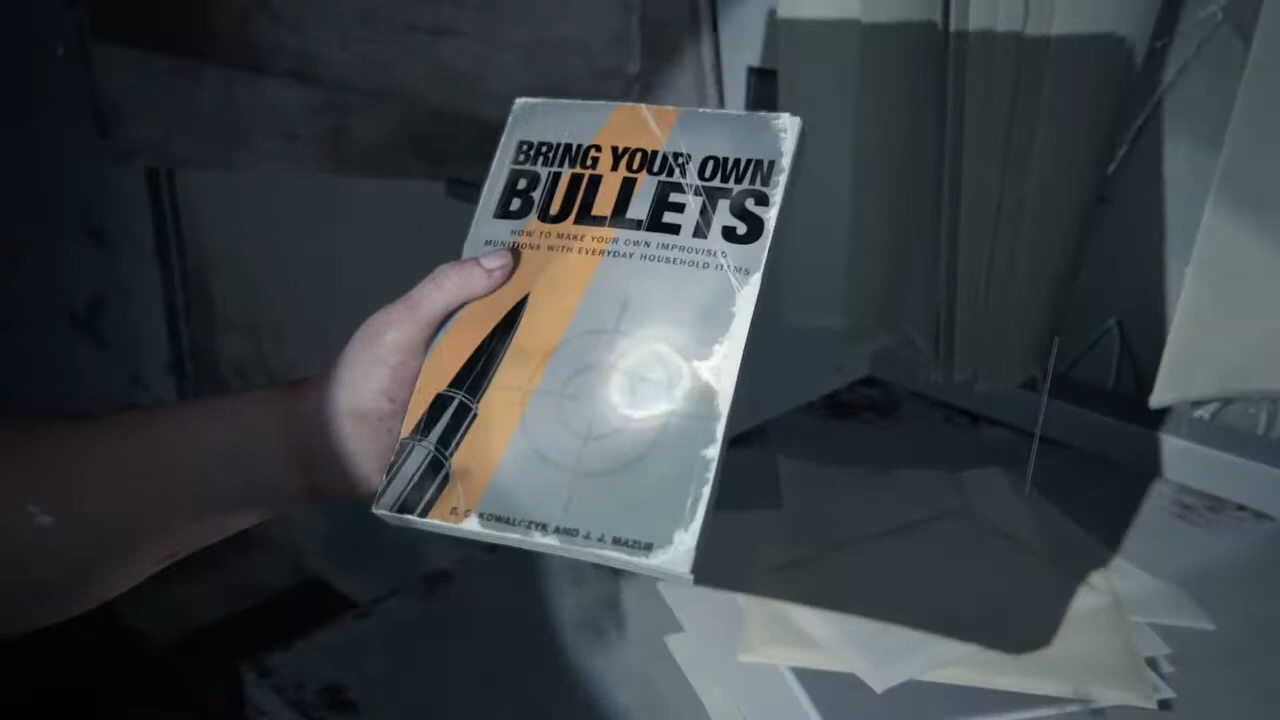 BRING YOUR OWN
BULLETS
HOW TO MAKE YOUR OWN IMPROVISED
MUNITIONS WITH EVERYDAY HOUSEHOLD ITEMS
KOWALCZYK AND J. J. MAZUR